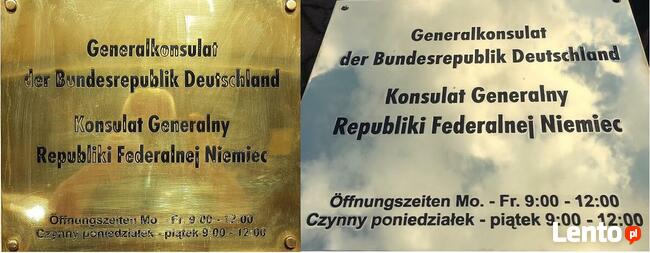 Generalkonsulat
der Bundesrepublik Deutschland
Konsulat Generalny
Republiki Federalnej Niemiec
Öffnungszeiten Mo. - Fr. 9:00 - 12:00
Czynny poniedziałek - piątek 9:00 - 12:00
Generalkonsulat
der Bundesrepublik Deutschland
Konsulat Generalny
Republiki Federalnej Niemiec
Öffnungszeiten Mo. - Fr. 9:00 - 12:00
Czynny poniedziałek - piątek 9:00 - 12:00
Lento.pl